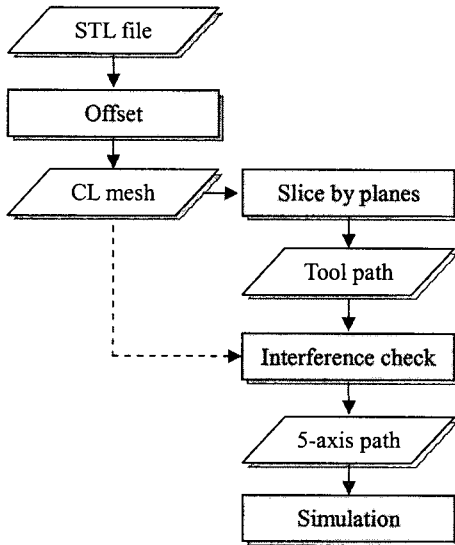 STL file
Offset
CL mesh
Slice by planes
Tool path
Interference check
5-axis path
Simulation